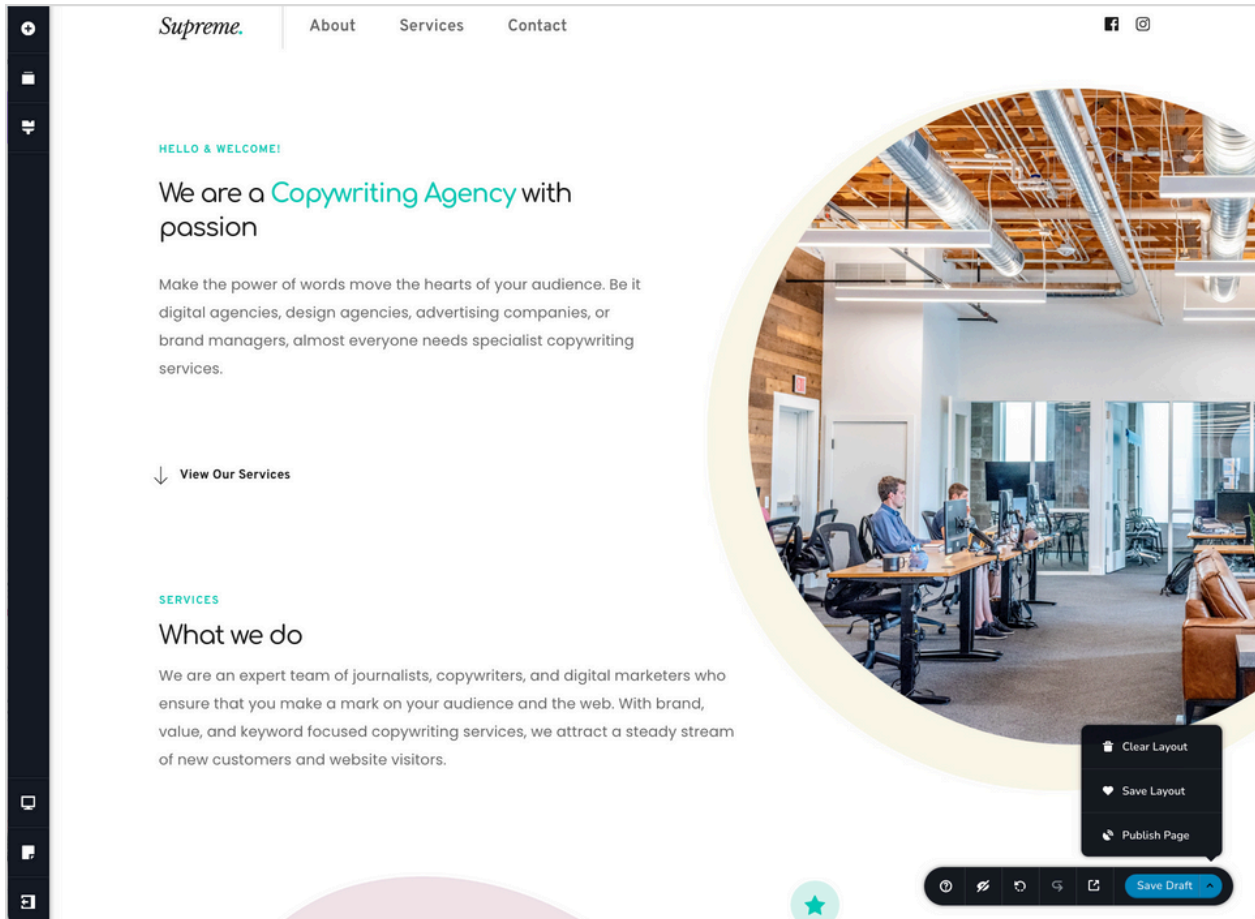 Supreme.
About Services Contact
HELLO & WELCOME!
We are a Copywriting Agency with
passion
Make the power of words move the hearts of your audience. Be it
digital agencies, design agencies, advertising companies, or
brand managers, almost everyone needs specialist copywriting
services.
View Our Services
SERVICES
What we do
We are an expert team of journalists, copywriters, and digital marketers who
ensure that you make a mark on your audience and the web. With brand,
value, and keyword focused copywriting services, we attract a steady stream
of new customers and website visitors.
Clear Layout
Save Layout
Publish Page
Save Draft